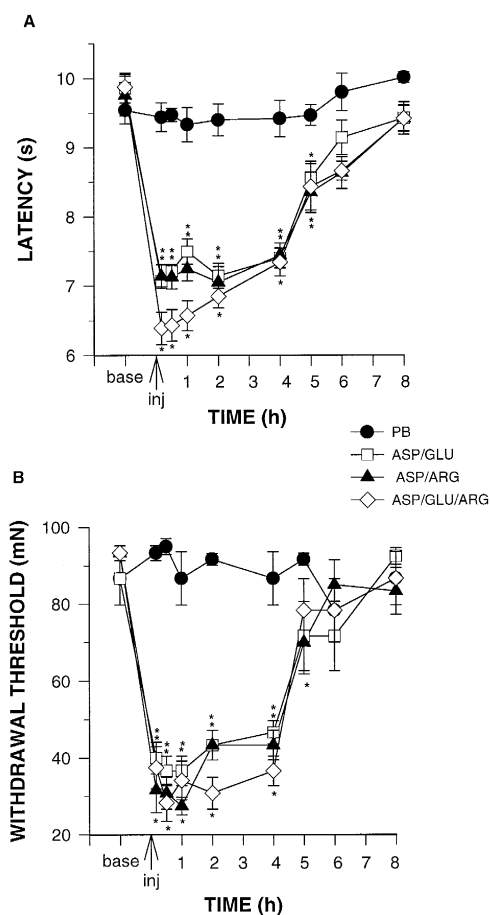 A
LATENCY (s)
10
9
8
7
6
* * * * * * * * * *
* *
* * * * * *
base
inj
1 2 3 4 5 6 7 8
TIME (h)
PB
ASP/GLU
ASP/ARG
ASP/GLU/ARG
B
WITHDRAWAL THRESHOLD (mN)
100
80
60
40
20
* * * * * * * * * *
* * * * * *
base
inj
1 2 3 4 5 6 7 8
TIME (h)